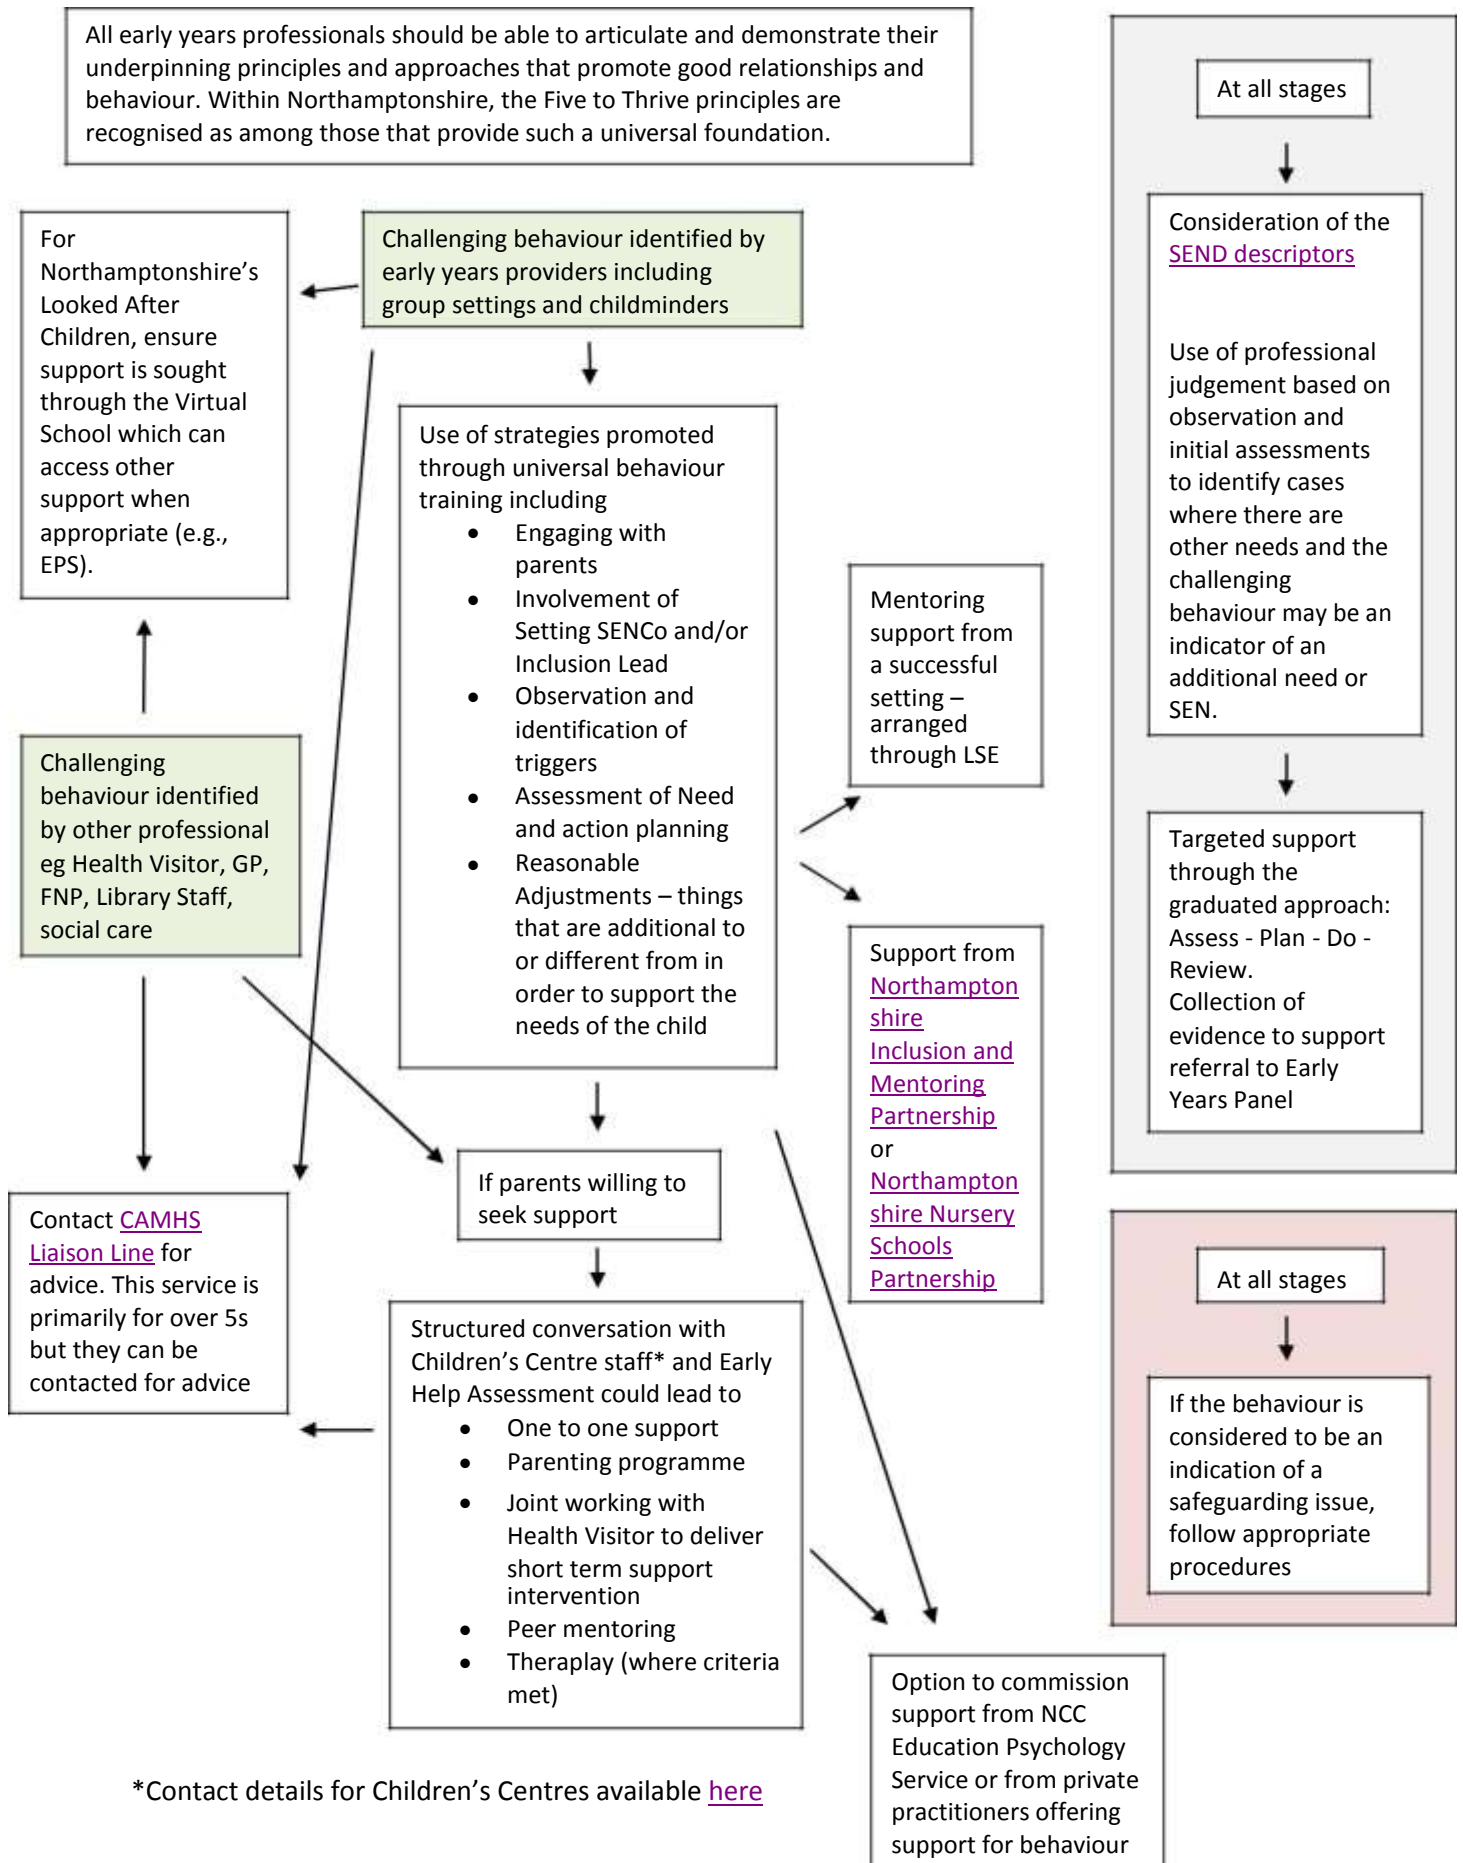 All early years professionals should be able to articulate and demonstrate their
underpinning principles and approaches that promote good relationships and
behaviour. Within Northamptonshire, the Five to Thrive principles are
recognised as among those that provide such a universal foundation.
For
Northamptonshire’s
Looked After
Children, ensure
support is sought
through the Virtual
School which can
access other
support when
appropriate (e.g.,
EPS).
Challenging behaviour identified by
early years providers including
group settings and childminders
Use of strategies promoted
through universal behaviour
training including
• Engaging with
parents
• Involvement of
Setting SENCo and/or
Inclusion Lead
• Observation and
identification of
triggers
• Assessment of Need
and action planning
• Reasonable
Adjustments – things
that are additional to
or different from in
order to support the
needs of the child
Challenging
behaviour identified
by other professional
eg Health Visitor, GP,
FNP, Library Staff,
social care
Mentoring
support from
a successful
setting –
arranged
through LSE
Support from
Northampton
shire
Inclusion and
Mentoring
Partnership
or
Northampton
shire Nursery
Schools
Partnership
If parents willing to
seek support
Contact CAMHS
Liaison Line for
advice. This service is
primarily for over 5s
but they can be
contacted for advice
Structured conversation with
Children’s Centre staff* and Early
Help Assessment could lead to
• One to one support
• Parenting programme
• Joint working with
Health Visitor to deliver
short term support
intervention
• Peer mentoring
• Theraplay (where criteria
met)
Option to commission
support from NCC
Education Psychology
Service or from private
practitioners offering
support for behaviour
*Contact details for Children’s Centres available here
At all stages
Consideration of the
SEND descriptors
Use of professional
judgement based on
observation and
initial assessments
to identify cases
where there are
other needs and the
challenging
behaviour may be an
indicator of an
additional need or
SEN.
Targeted support
through the
graduated approach:
Assess - Plan - Do -
Review.
Collection of
evidence to support
referral to Early
Years Panel
At all stages
If the behaviour is
considered to be an
indication of a
safeguarding issue,
follow appropriate
procedures